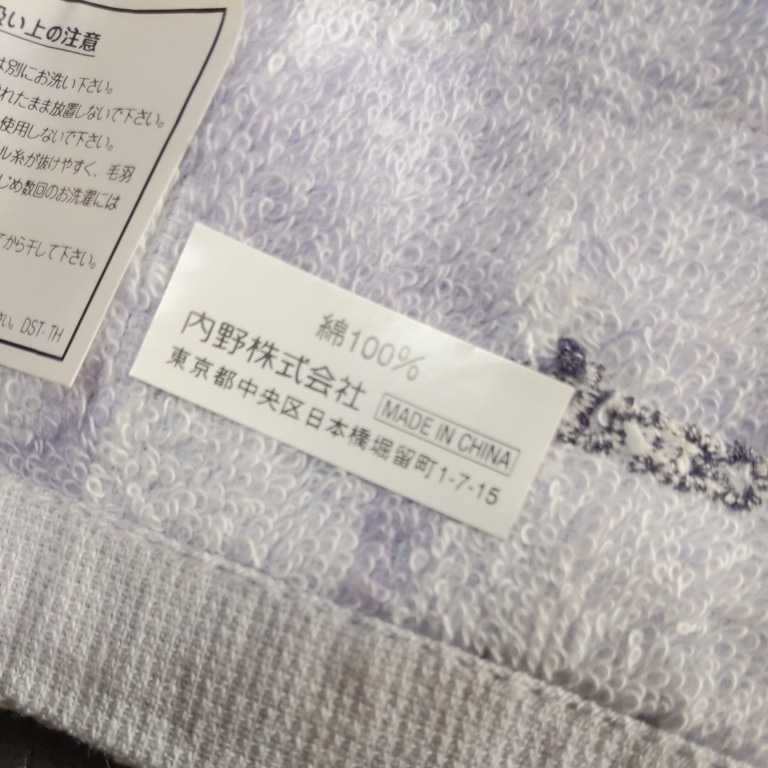 扱い上の注意
は別にお洗い下さい。
れたまま放置しないで下さい。
使用しないで下さい。
ル糸が抜けやすく、毛羽
じめ数回のお洗濯には
てから干して下さい。
さい。DST-TH
綿100%
内野株式会社 MADE IN CHINA
東京都中央区日本橋堀留町1-7-15